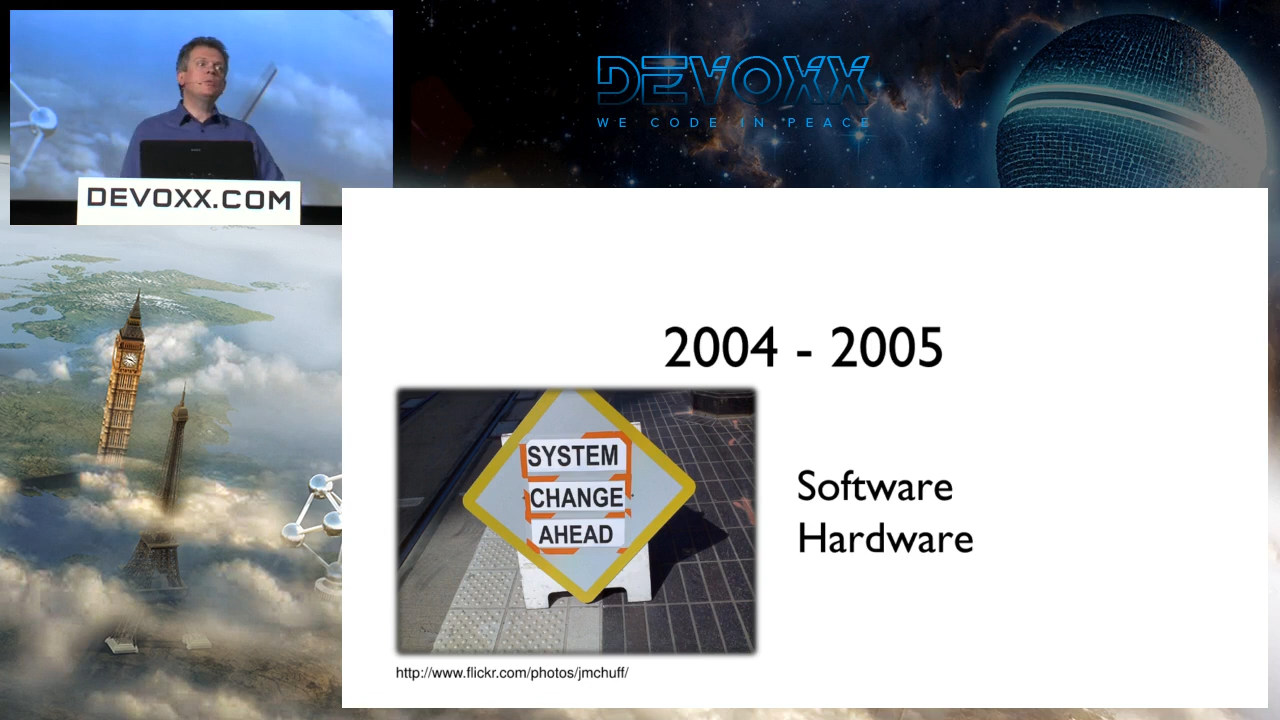 DEVOXX
WE CODE IN PEACE
DEVOXX.COM
2004 - 2005
SYSTEM
CHANGE
AHEAD
Software
Hardware
http://www.flickr.com/photos/jmchuff/